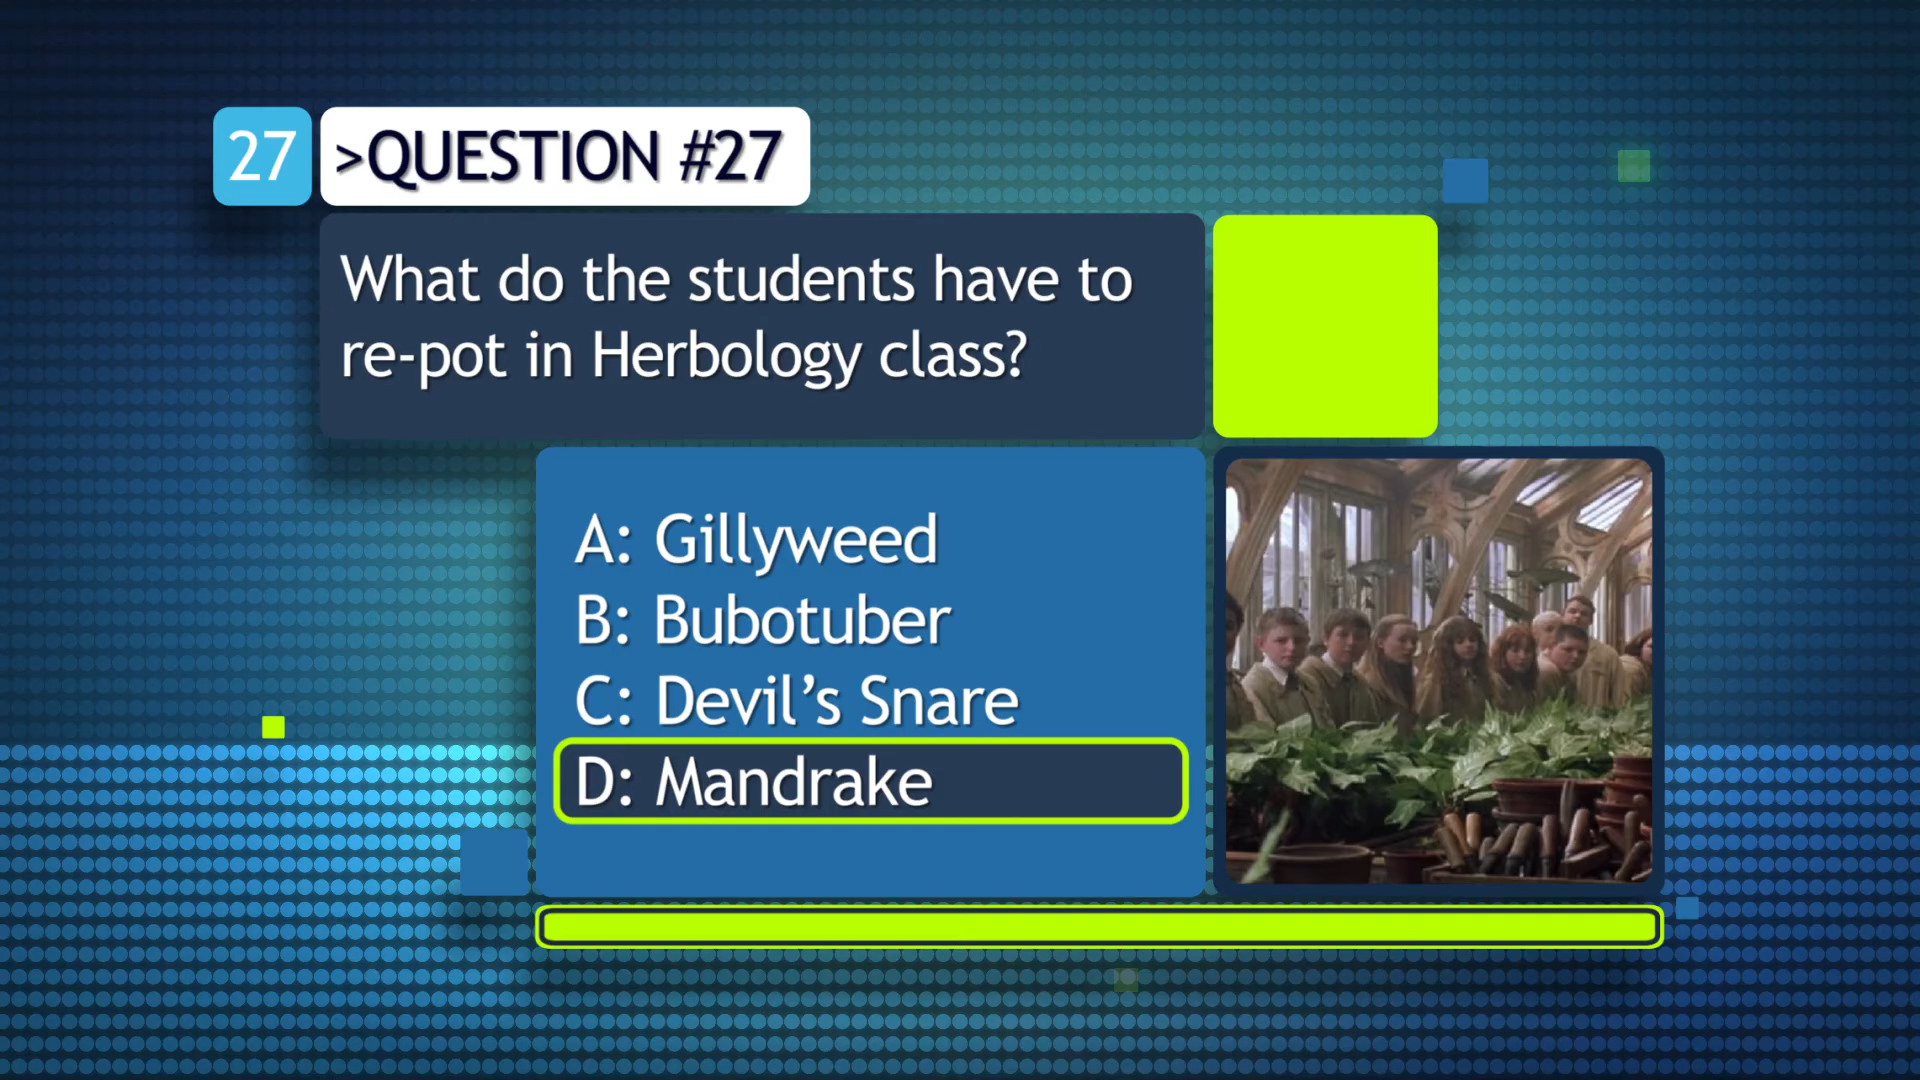 27
>QUESTION #27
What do the students have to
re-pot in Herbology class?
A: Gillyweed
B: Bubotuber
C: Devil’s Snare
D: Mandrake